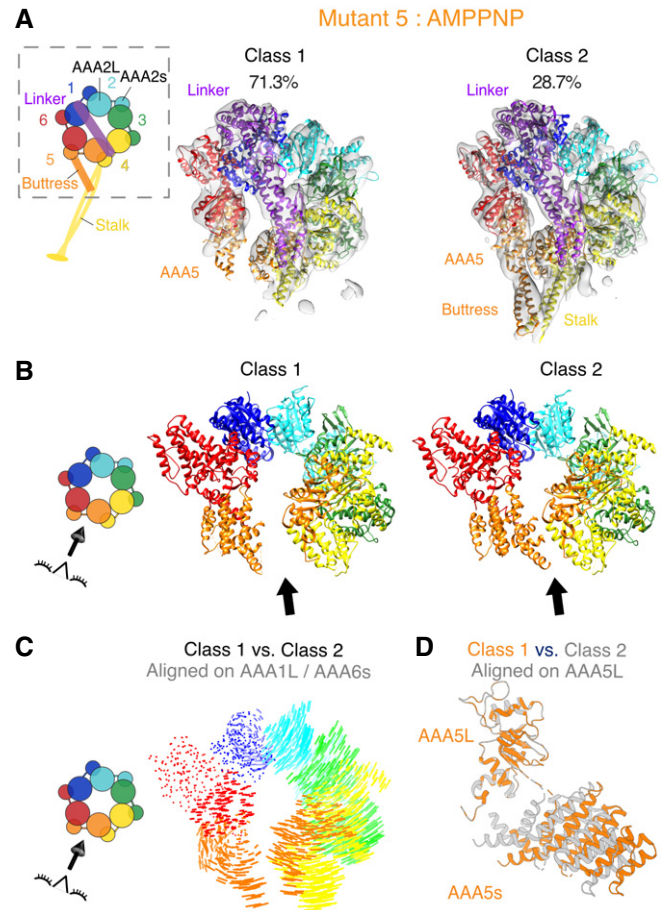 A
Mutant 5 : AMPPNP
AAA2L
AAA2s
Linker
1
2
3
4
5
6
Buttress
Stalk
Class 1
71.3%
Linker
AAA5
Class 2
28.7%
AAA5
Buttress
Stalk
B
Class 1
Class 2
C
Class 1 vs. Class 2
Aligned on AAA1L / AAA6s
D
Class 1 vs. Class 2
Aligned on AAA5L
AAA5L
AAA5s